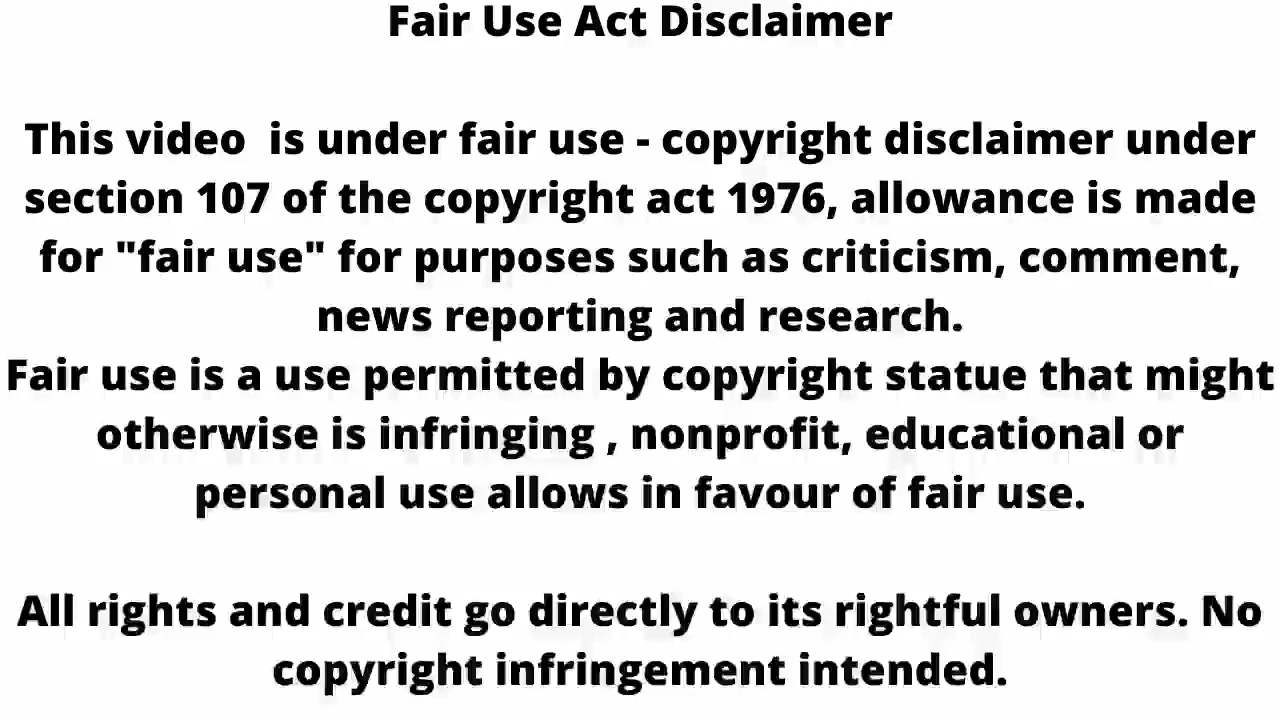 Fair Use Act Disclaimer
This video  is under fair use - copyright disclaimer under
section 107 of the copyright act 1976, allowance is made
for "fair use" for purposes such as criticism, comment,
news reporting and research.
Fair use is a use permitted by copyright statue that might
otherwise is infringing , nonprofit, educational or
personal use allows in favour of fair use.
All rights and credit go directly to its rightful owners. No
copyright infringement intended.